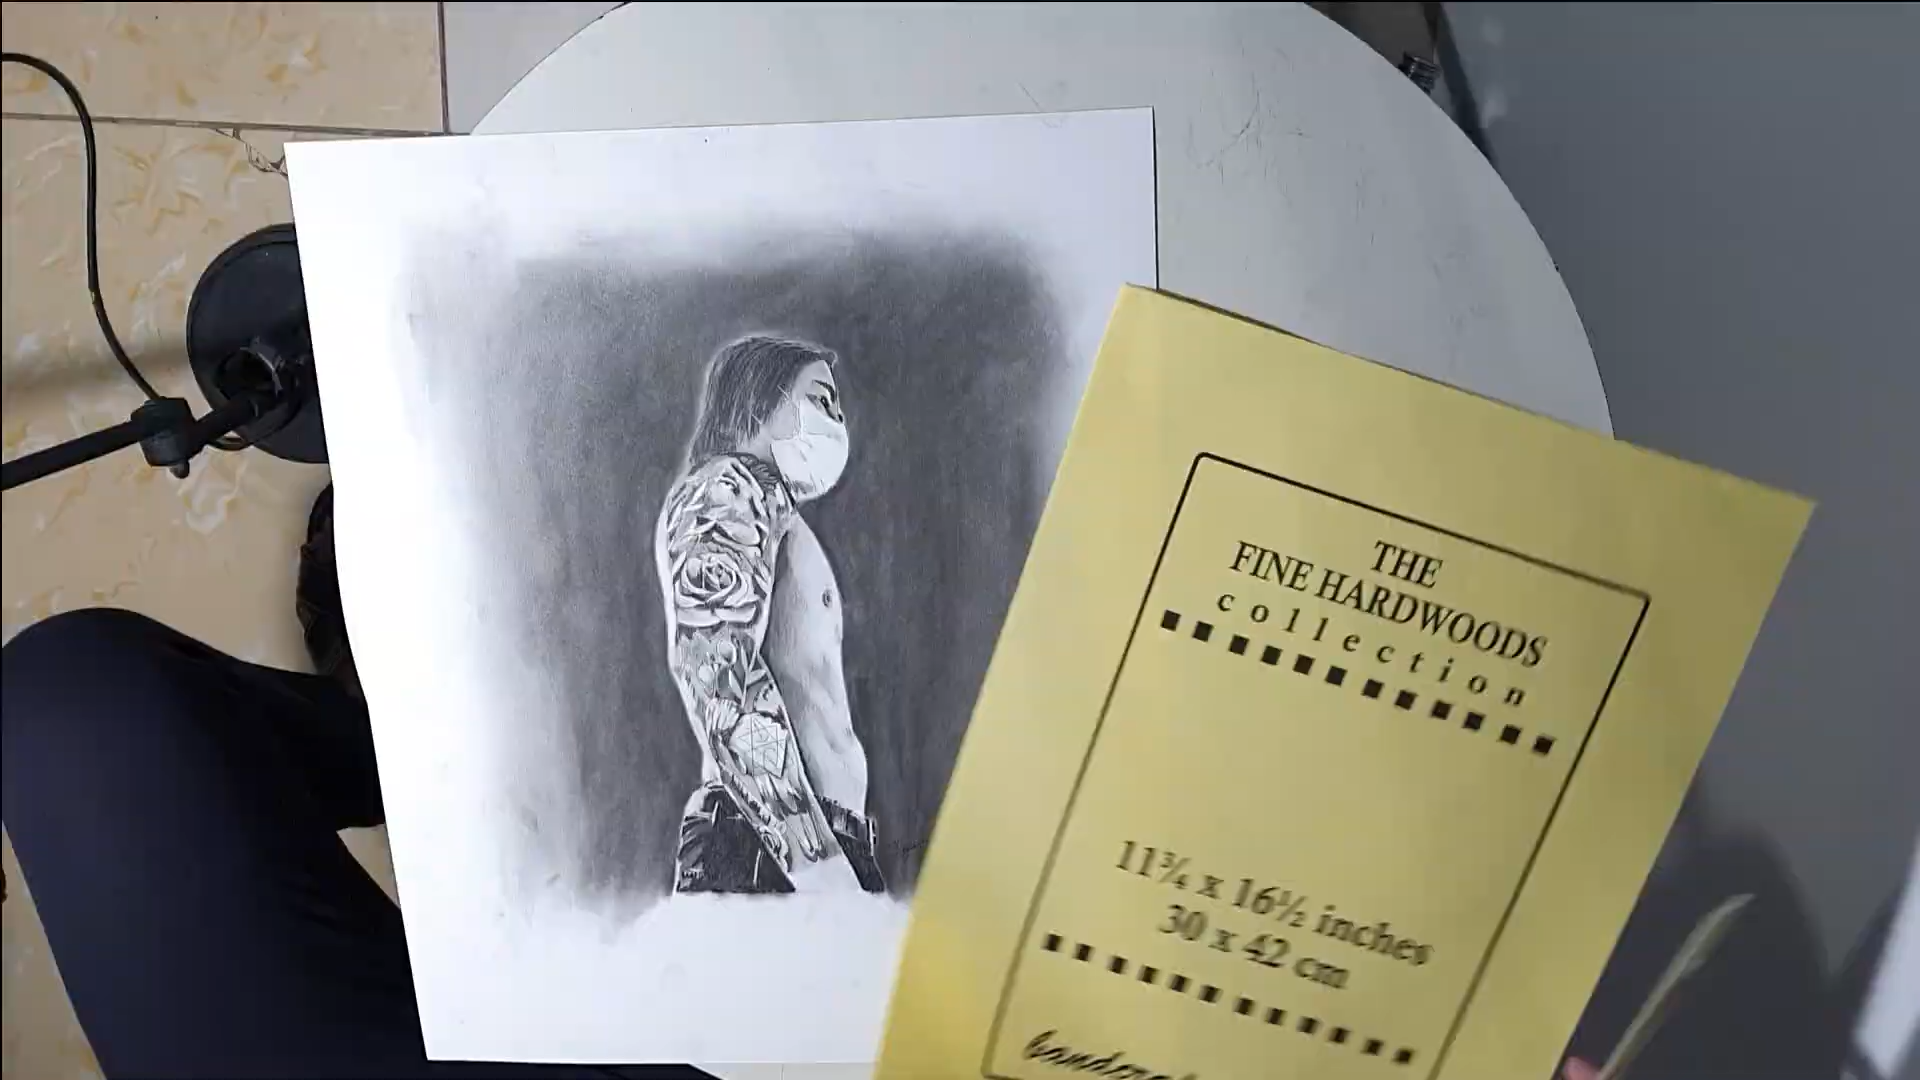 THE
FINE HARDWOODS
collection
11¾ x 16½ inches
30 x 42 cm